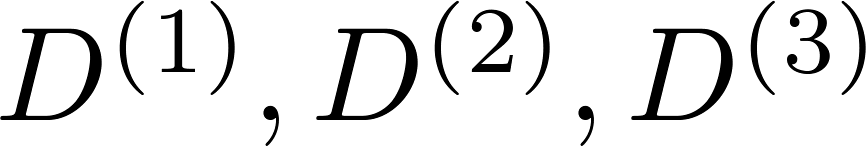 D^{(1)}, D^{(2)}, D^{(3)}